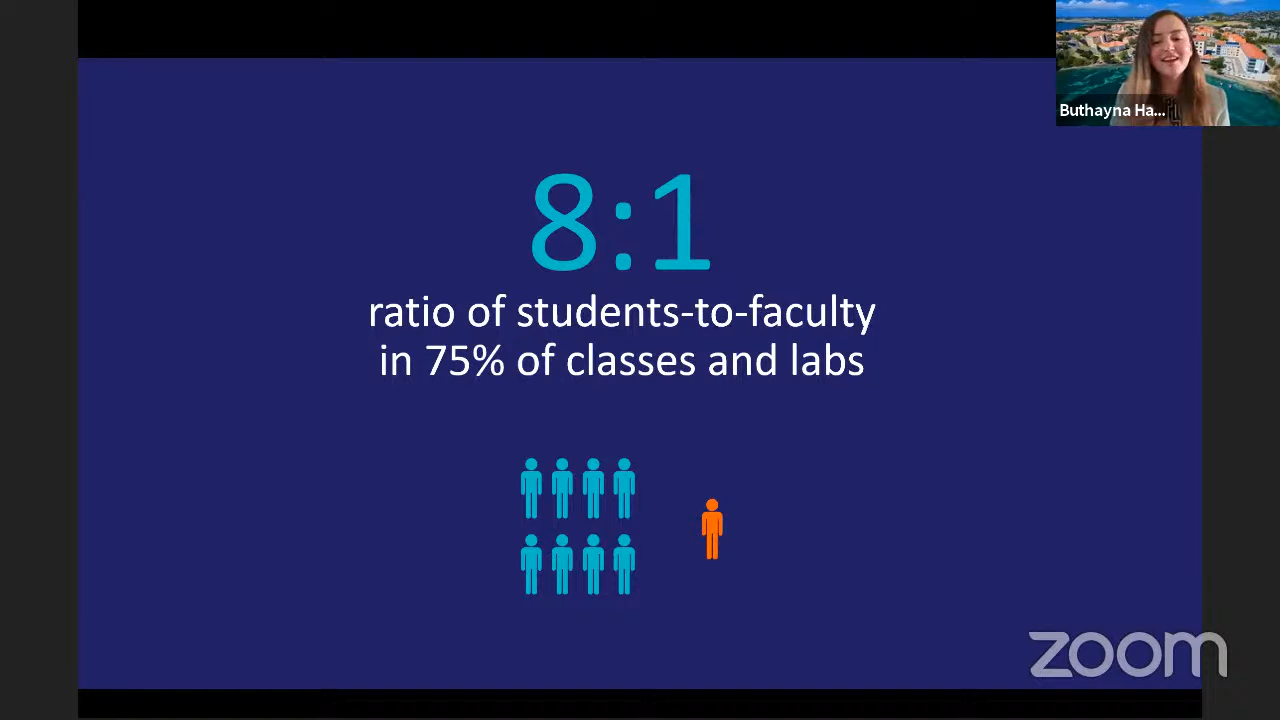 Buthayna Ha...
8:1
ratio of students-to-faculty
in 75% of classes and labs
zoom